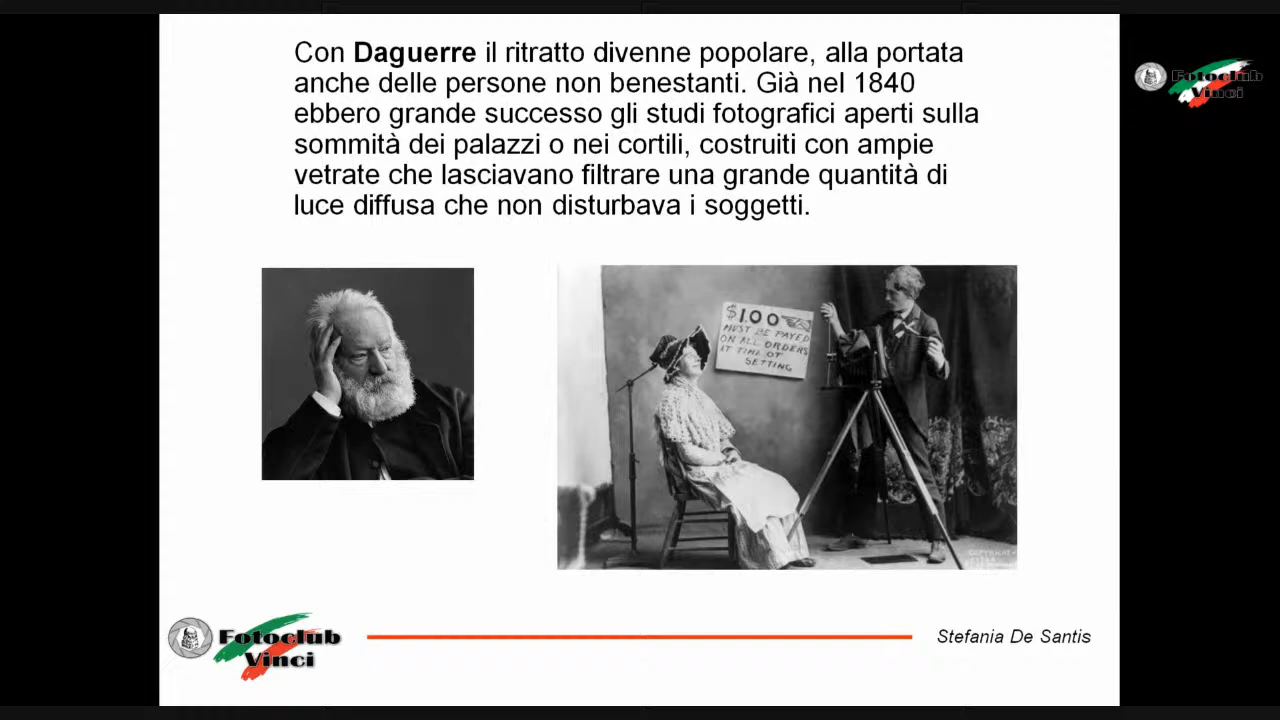 Con Daguerre il ritratto divenne popolare, alla portata
anche delle persone non benestanti. Già nel 1840
ebbero grande successo gli studi fotografici aperti sulla
sommità dei palazzi o nei cortili, costruiti con ampie
vetrate che lasciavano filtrare una grande quantità di
luce diffusa che non disturbava i soggetti.
Fotoclub
Vinci
$1.00
MUST BE PAYED
ON ALL ORDERS
AT TIME OF
SETTING
COPYRIGHT
Fotoclub
Vinci
Stefania De Santis